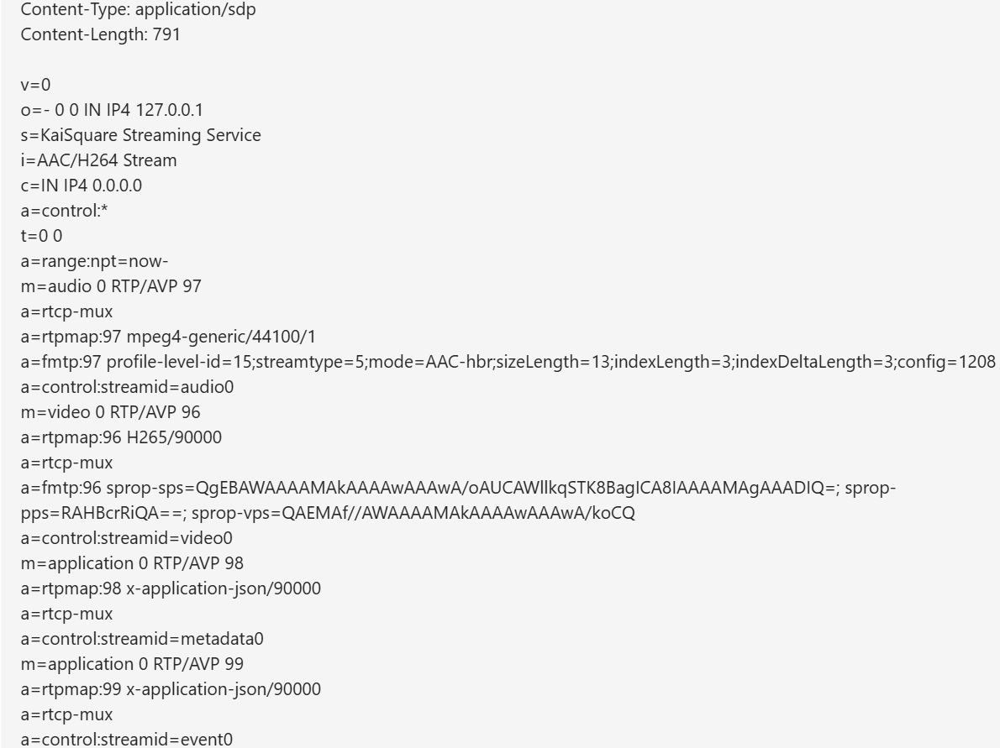 Content-Type: application/sdp
Content-Length: 791
v=0
o=- 0 0 IN IP4 127.0.0.1
s=KaiSquare Streaming Service
i=AAC/H264 Stream
c=IN IP4 0.0.0.0
a=control:*
t=0 0
a=range:npt=now-
m=audio 0 RTP/AVP 97
a=rtcp-mux
a=rtpmap:97 mpeg4-generic/44100/1
a=fmtp:97 profile-level-id=15;streamtype=5;mode=AAC-hbr;sizeLength=13;indexLength=3;indexDeltaLength=3;config=1208
a=control:streamid=audio0
m=video 0 RTP/AVP 96
a=rtpmap:96 H265/90000
a=rtcp-mux
a=fmtp:96 sprop-sps=QgEBAWAAAAMAkAAAAwAAAwA/oAUCAWllkqSTK8BagICA8IAAAAMAgAAADIQ=; sprop-
pps=RAHBcrRiQA==; sprop-vps=QAEMAf//AWAAAAMAkAAAAwAAAwA/koCQ
a=control:streamid=video0
m=application 0 RTP/AVP 98
a=rtpmap:98 x-application-json/90000
a=rtcp-mux
a=control:streamid=metadata0
m=application 0 RTP/AVP 99
a=rtpmap:99 x-application-json/90000
a=rtcp-mux
a=control:streamid=event0